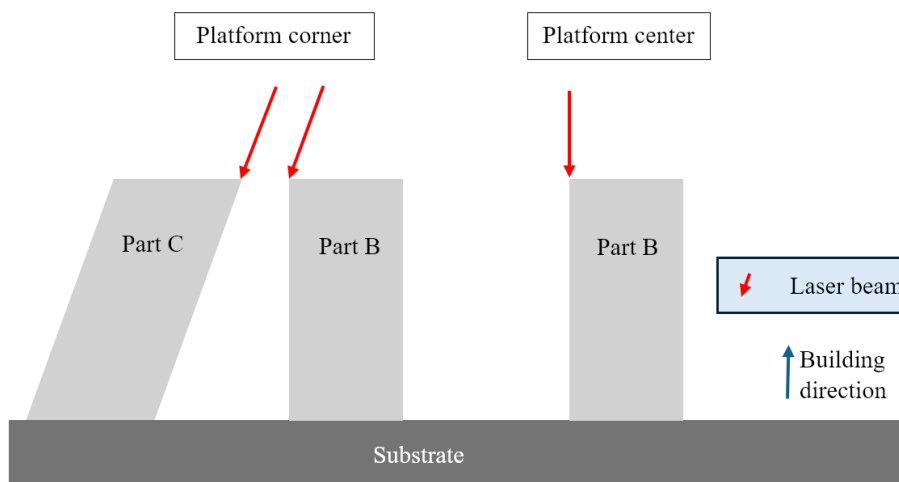 Platform corner
Platform center
Part C
Part B
Part B
Laser beam
Building
direction
Substrate